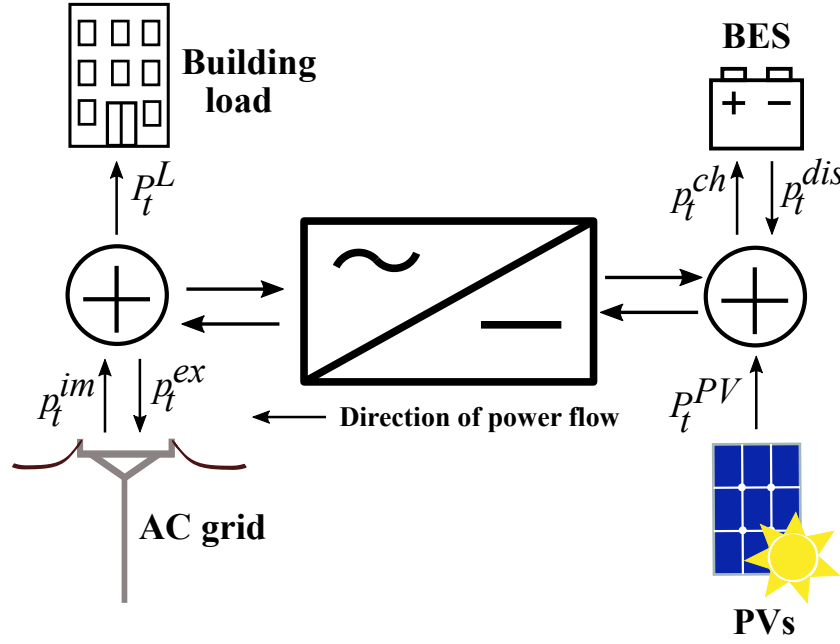 BES
Building
load
P_t^L
p_t^{ch}
p_t^{dis}
p_t^{im}
p_t^{ex}
Direction of power flow
P_t^{PV}
AC grid
PVs